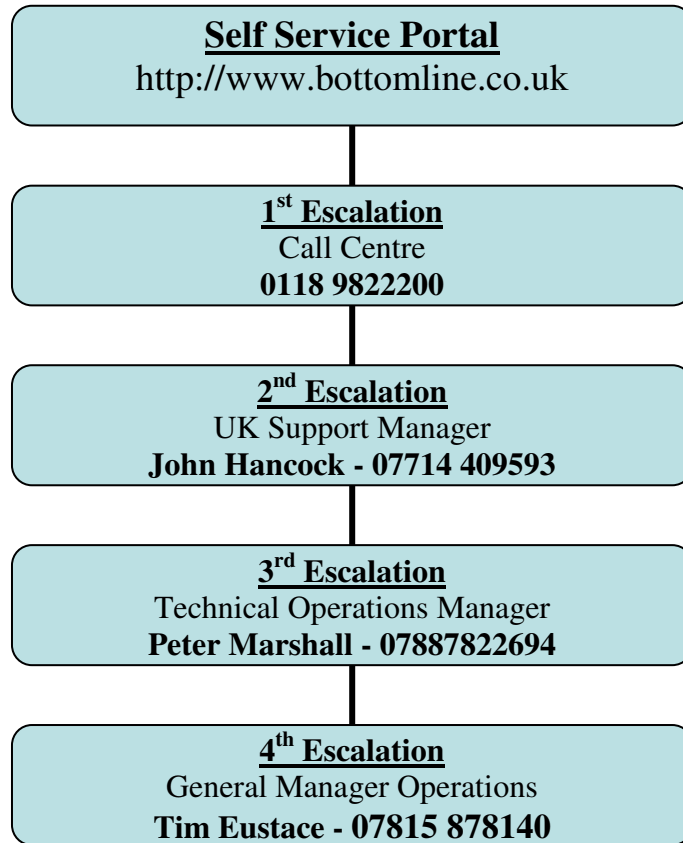 Self Service Portal
http://www.bottomline.co.uk
1st Escalation
Call Centre
0118 9822200
2nd Escalation
UK Support Manager
John Hancock - 07714 409593
3rd Escalation
Technical Operations Manager
Peter Marshall - 07887822694
4th Escalation
General Manager Operations
Tim Eustace - 07815 878140